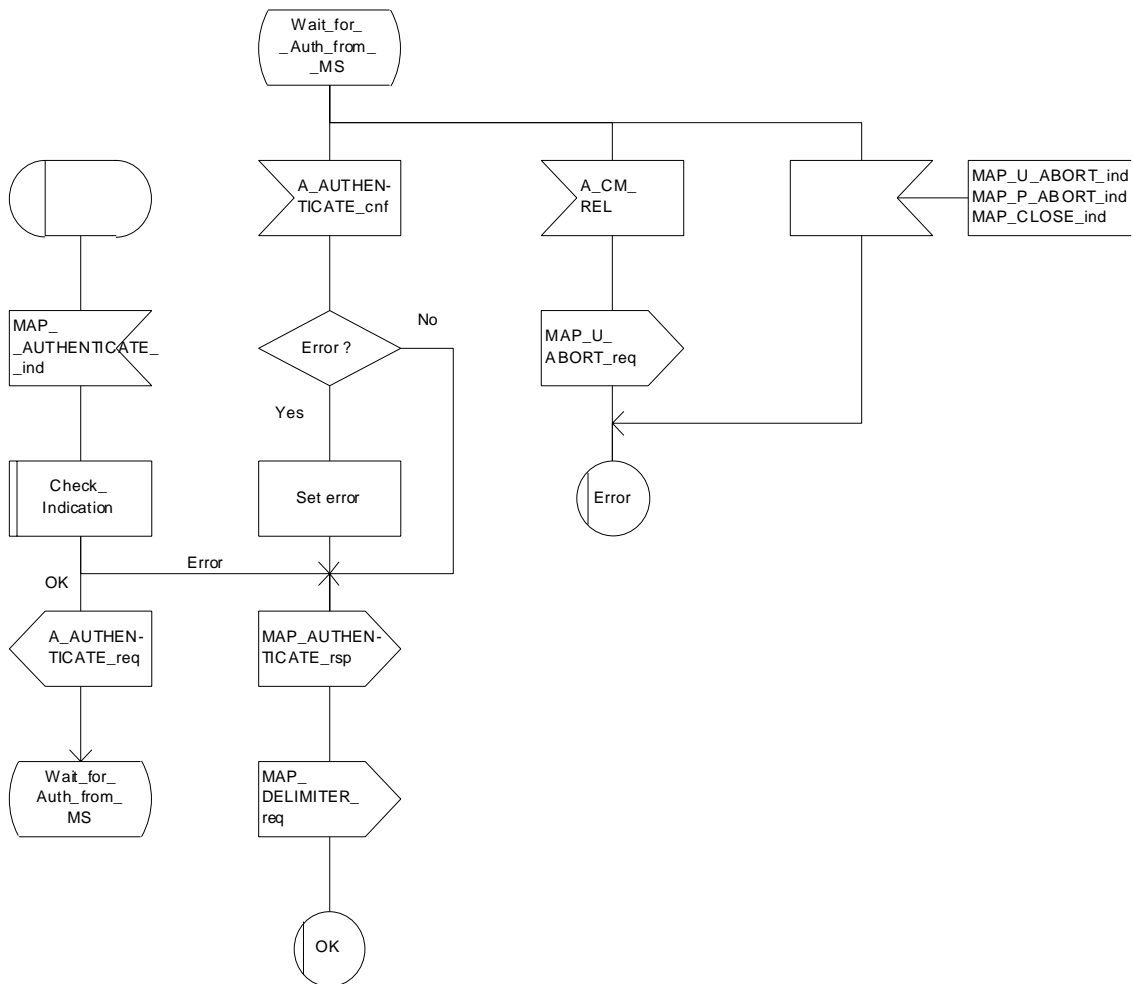 Wait_for_
_Auth_from_
_MS
A_AUTHEN-
TICATE_cnf
A_CM_
REL
MAP_U_ABORT_ind
MAP_P_ABORT_ind
MAP_CLOSE_ind
MAP_
_AUTHENTICATE_
_ind
Error ?
No
Yes
MAP_U_
ABORT_req
Check_
Indication
Set error
Error
Error
OK
A_AUTHEN-
TICATE_req
MAP_AUTHEN-
TICATE_rsp
Wait_for_
Auth_from_
MS
MAP_
DELIMITER_
req
OK